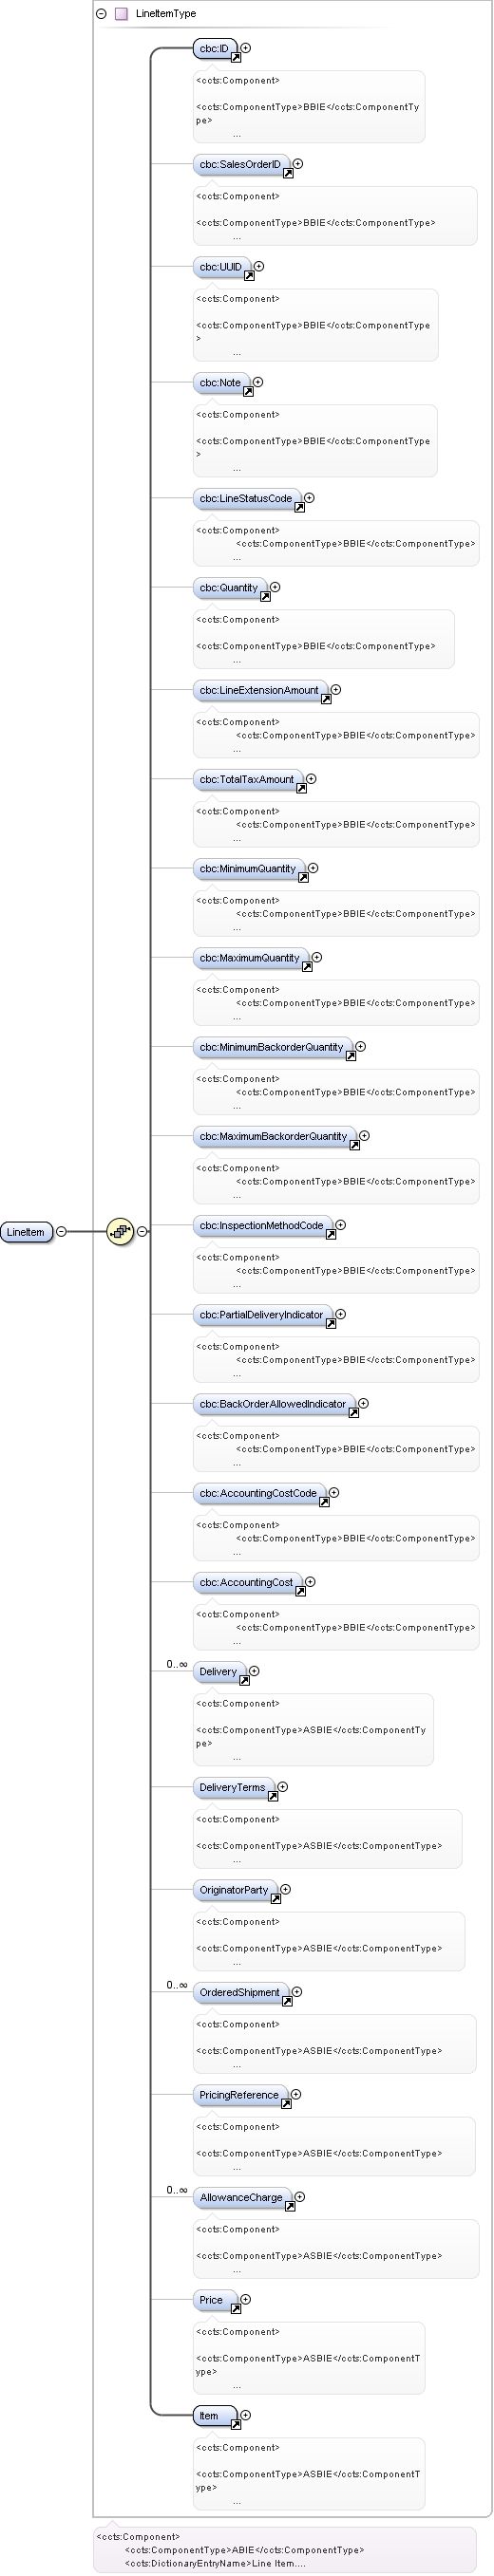 LineItemType
cbc:ID
<ccts:Component>
<ccts:ComponentType>BBIE</ccts:ComponentTy
pe>
...
cbc:SalesOrderID
<ccts:Component>
<ccts:ComponentType>BBIE</ccts:ComponentType>
...
cbc:UUID
<ccts:Component>
<ccts:ComponentType>BBIE</ccts:ComponentType
>
...
cbc:Note
<ccts:Component>
<ccts:ComponentType>BBIE</ccts:ComponentType
>
...
cbc:LineStatusCode
<ccts:Component>
<ccts:ComponentType>BBIE</ccts:ComponentType>
...
cbc:Quantity
<ccts:Component>
<ccts:ComponentType>BBIE</ccts:ComponentType>
...
cbc:LineExtensionAmount
<ccts:Component>
<ccts:ComponentType>BBIE</ccts:ComponentType>
...
cbc:TotalTaxAmount
<ccts:Component>
<ccts:ComponentType>BBIE</ccts:ComponentType>
...
cbc:MinimumQuantity
<ccts:Component>
<ccts:ComponentType>BBIE</ccts:ComponentType>
...
cbc:MaximumQuantity
<ccts:Component>
<ccts:ComponentType>BBIE</ccts:ComponentType>
...
cbc:MinimumBackorderQuantity
<ccts:Component>
<ccts:ComponentType>BBIE</ccts:ComponentType>
...
cbc:MaximumBackorderQuantity
<ccts:Component>
<ccts:ComponentType>BBIE</ccts:ComponentType>
...
LineItem
cbc:InspectionMethodCode
<ccts:Component>
<ccts:ComponentType>BBIE</ccts:ComponentType>
...
cbc:PartialDeliveryIndicator
<ccts:Component>
<ccts:ComponentType>BBIE</ccts:ComponentType>
...
cbc:BackOrderAllowedIndicator
<ccts:Component>
<ccts:ComponentType>BBIE</ccts:ComponentType>
...
cbc:AccountingCostCode
<ccts:Component>
<ccts:ComponentType>BBIE</ccts:ComponentType>
...
cbc:AccountingCost
<ccts:Component>
<ccts:ComponentType>BBIE</ccts:ComponentType>
...
0..∞ Delivery
<ccts:Component>
<ccts:ComponentType>ASBIE</ccts:ComponentTy
pe>
...
DeliveryTerms
<ccts:Component>
<ccts:ComponentType>ASBIE</ccts:ComponentType>
...
OriginatorParty
<ccts:Component>
<ccts:ComponentType>ASBIE</ccts:ComponentType>
...
0..∞ OrderedShipment
<ccts:Component>
<ccts:ComponentType>ASBIE</ccts:ComponentType>
...
PricingReference
<ccts:Component>
<ccts:ComponentType>ASBIE</ccts:ComponentType>
...
0..∞ AllowanceCharge
<ccts:Component>
<ccts:ComponentType>ASBIE</ccts:ComponentType>
...
Price
<ccts:Component>
<ccts:ComponentType>ASBIE</ccts:ComponentT
ype>
...
Item
<ccts:Component>
<ccts:ComponentType>ASBIE</ccts:ComponentT
ype>
...
<ccts:Component>
<ccts:ComponentType>ABIE</ccts:ComponentType>
<ccts:DictionaryEntryName>Line Item....